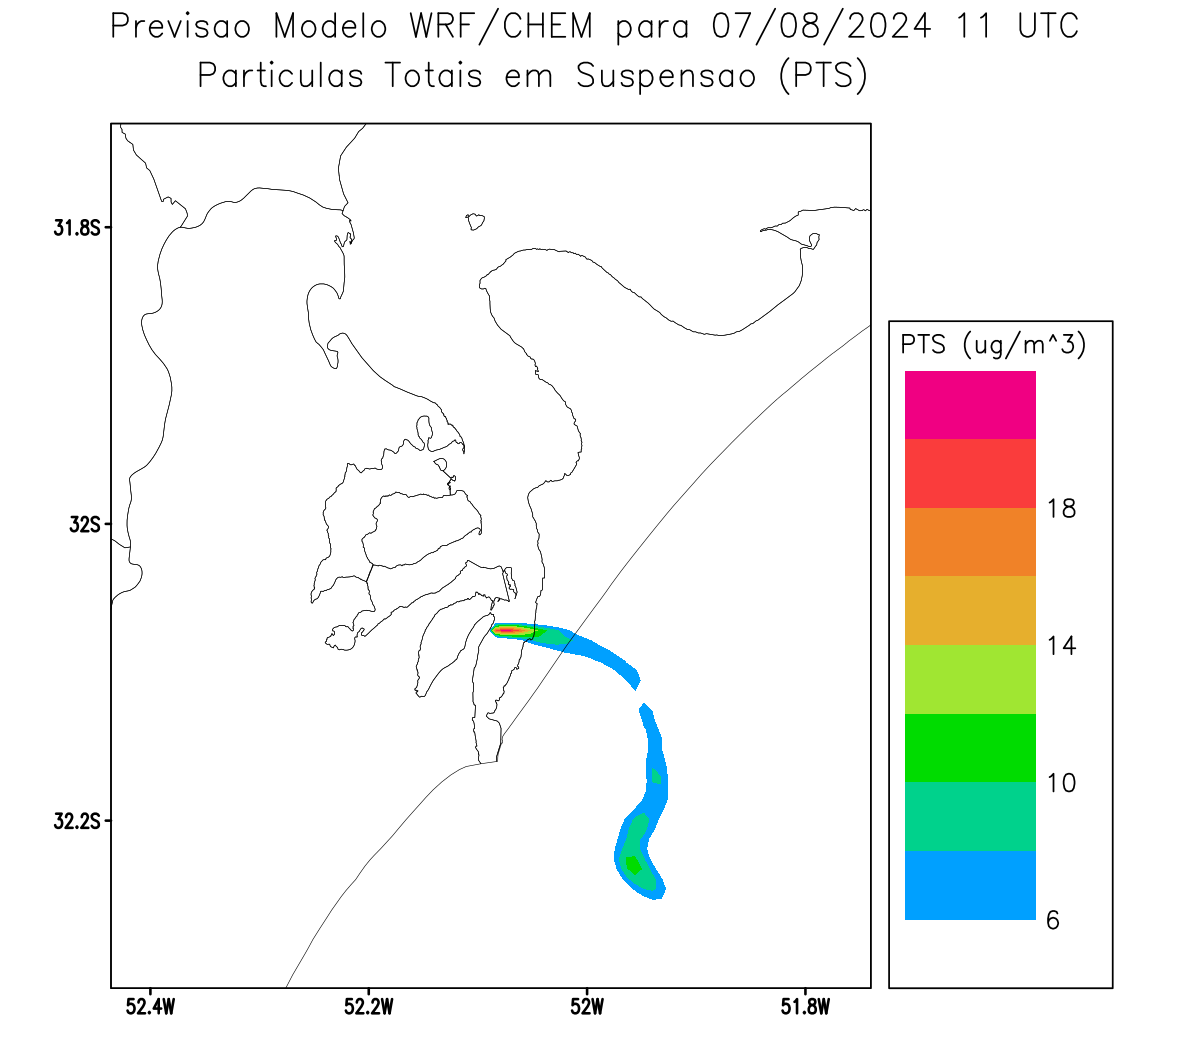 Previsao Modelo WRF/CHEM para 07/08/2024 11 UTC
Particulas Totais em Suspensao (PTS)
31.8S
32S
32.2S
52.4W
52.2W
52W
51.8W
PTS (ug/m^3)
18
14
10
6